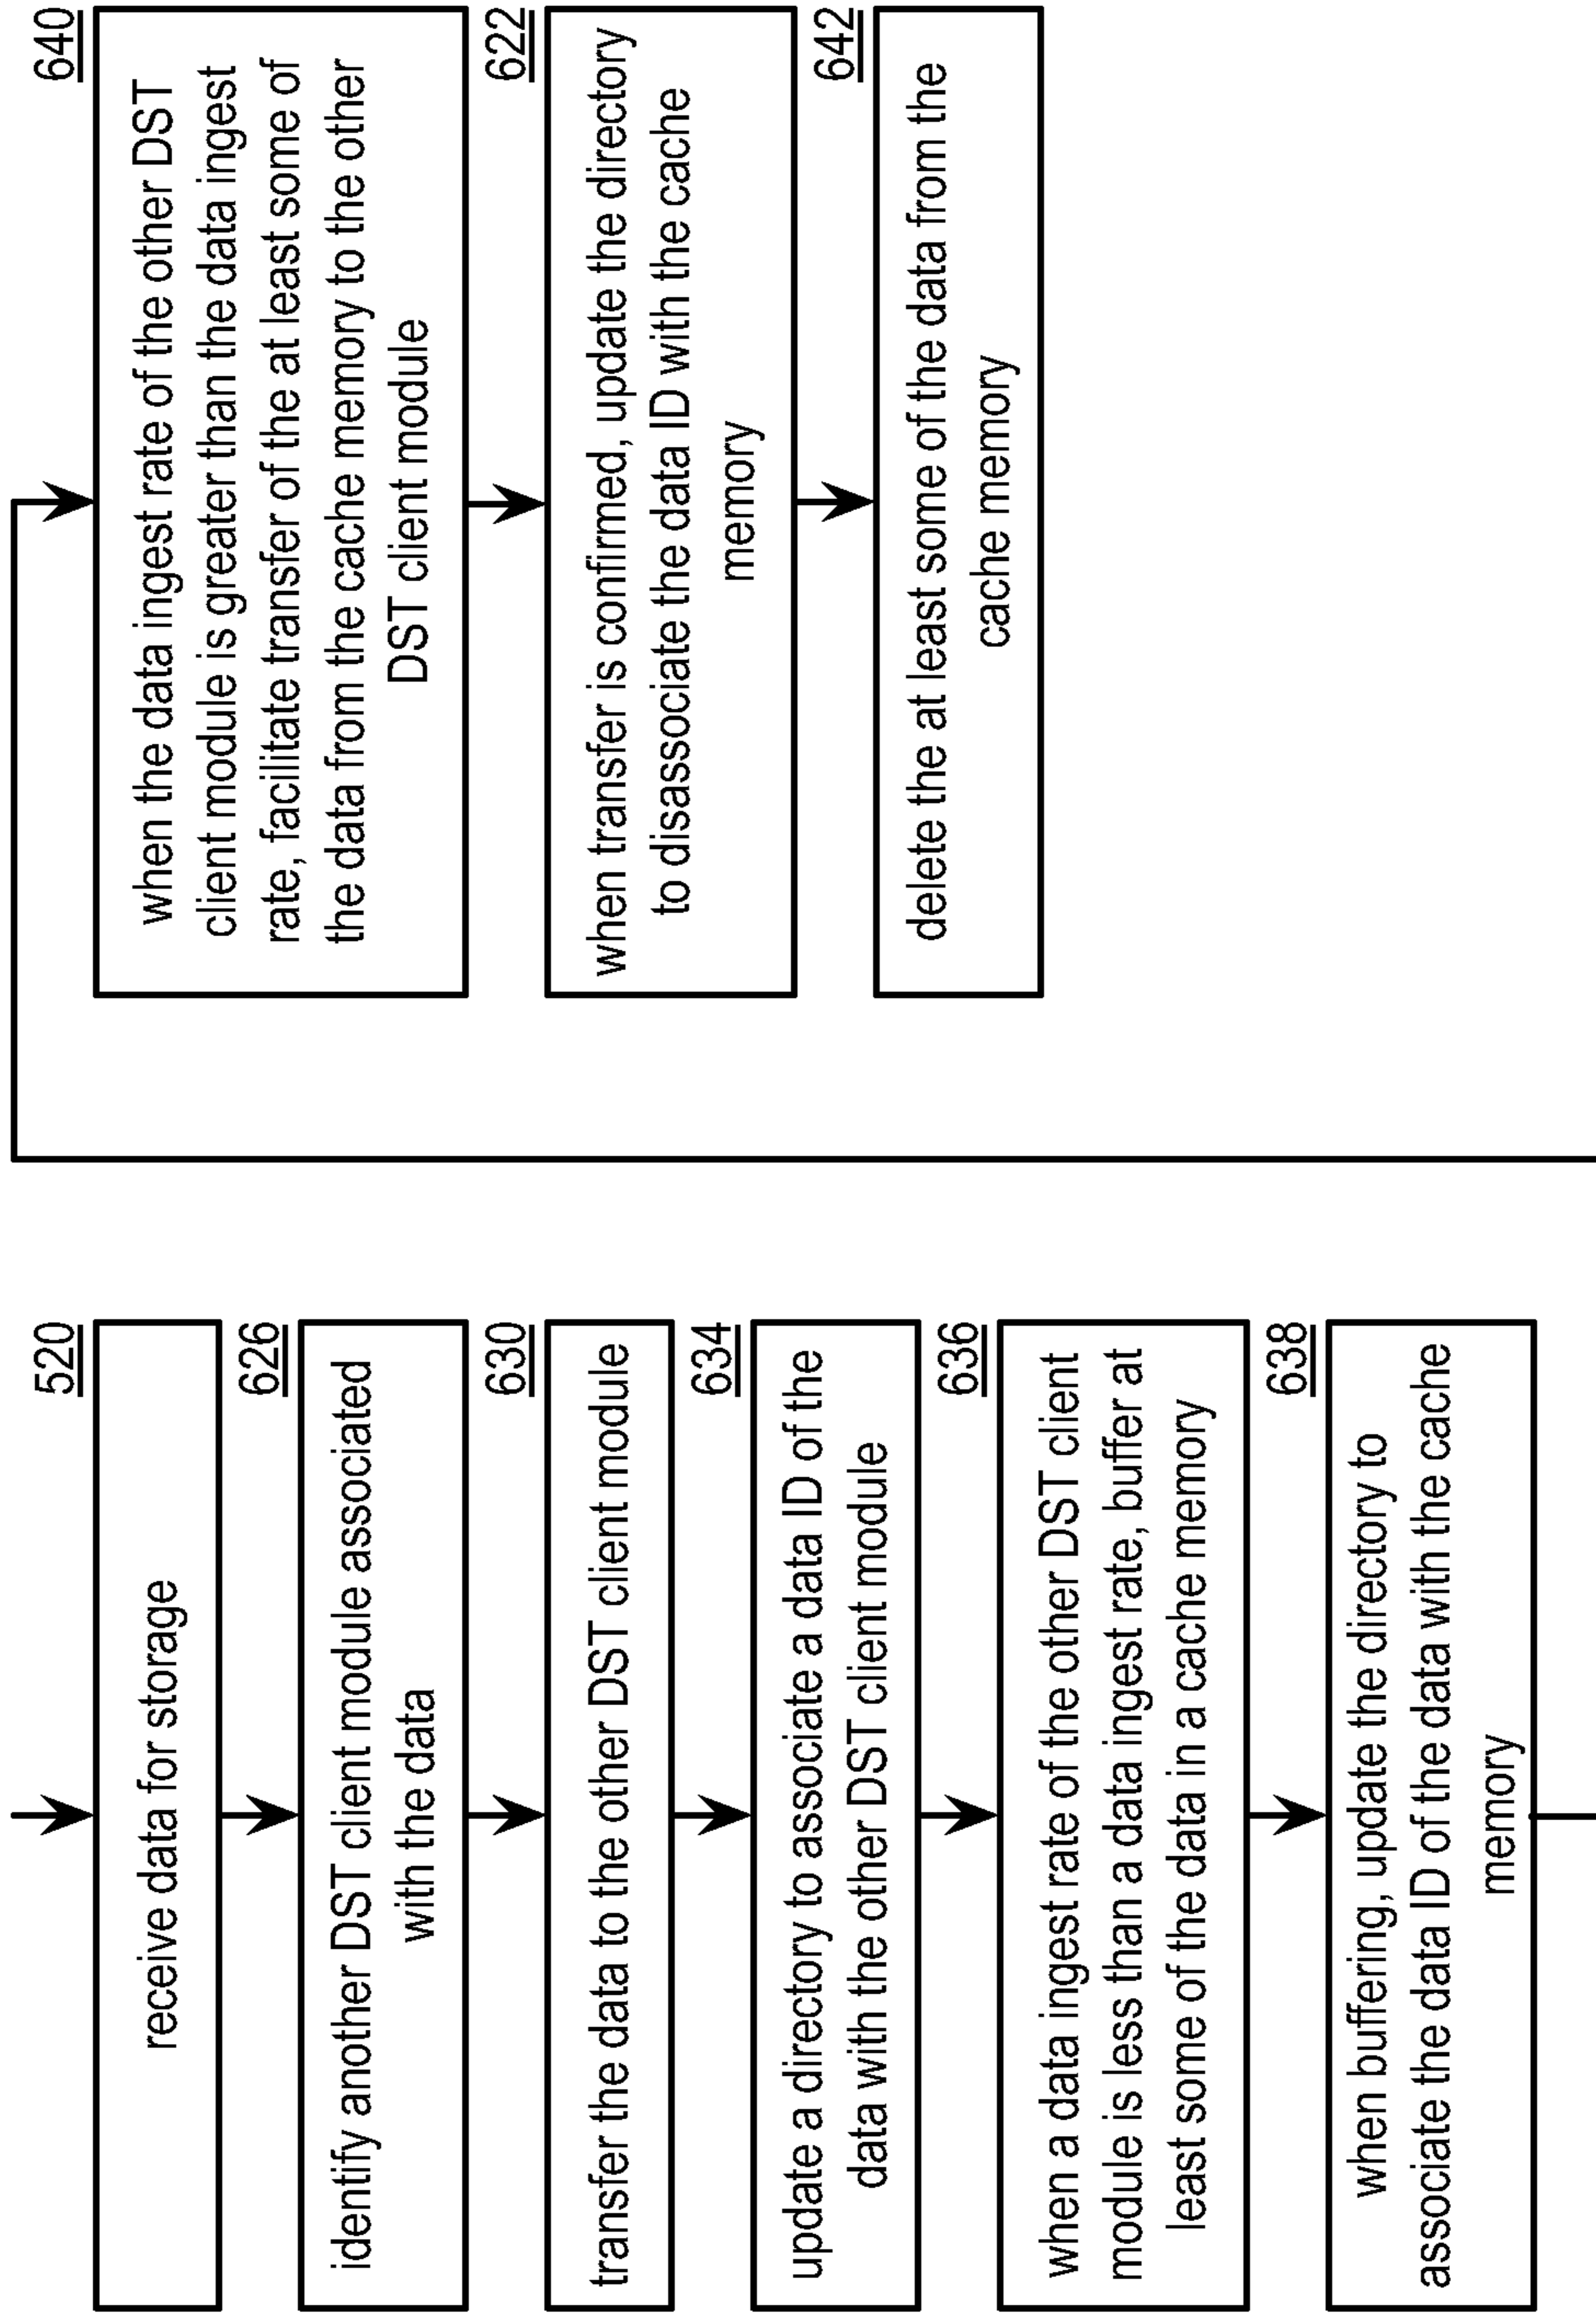 520
receive data for storage
626
identify another DST client module associated
with the data
630
transfer the data to the other DST client module
634
update a directory to associate a data ID of the
data with the other DST client module
636
when a data ingest rate of the other DST client
module is less than a data ingest rate, buffer at
least some of the data in a cache memory
638
when buffering, update the directory to
associate the data ID of the data with the cache
memory
640
when the data ingest rate of the other DST
client module is greater than the data ingest
rate, facilitate transfer of the at least some of
the data from the cache memory to the other
DST client module
622
when transfer is confirmed, update the directory
to disassociate the data ID with the cache
memory
642
delete the at least some of the data from the
cache memory